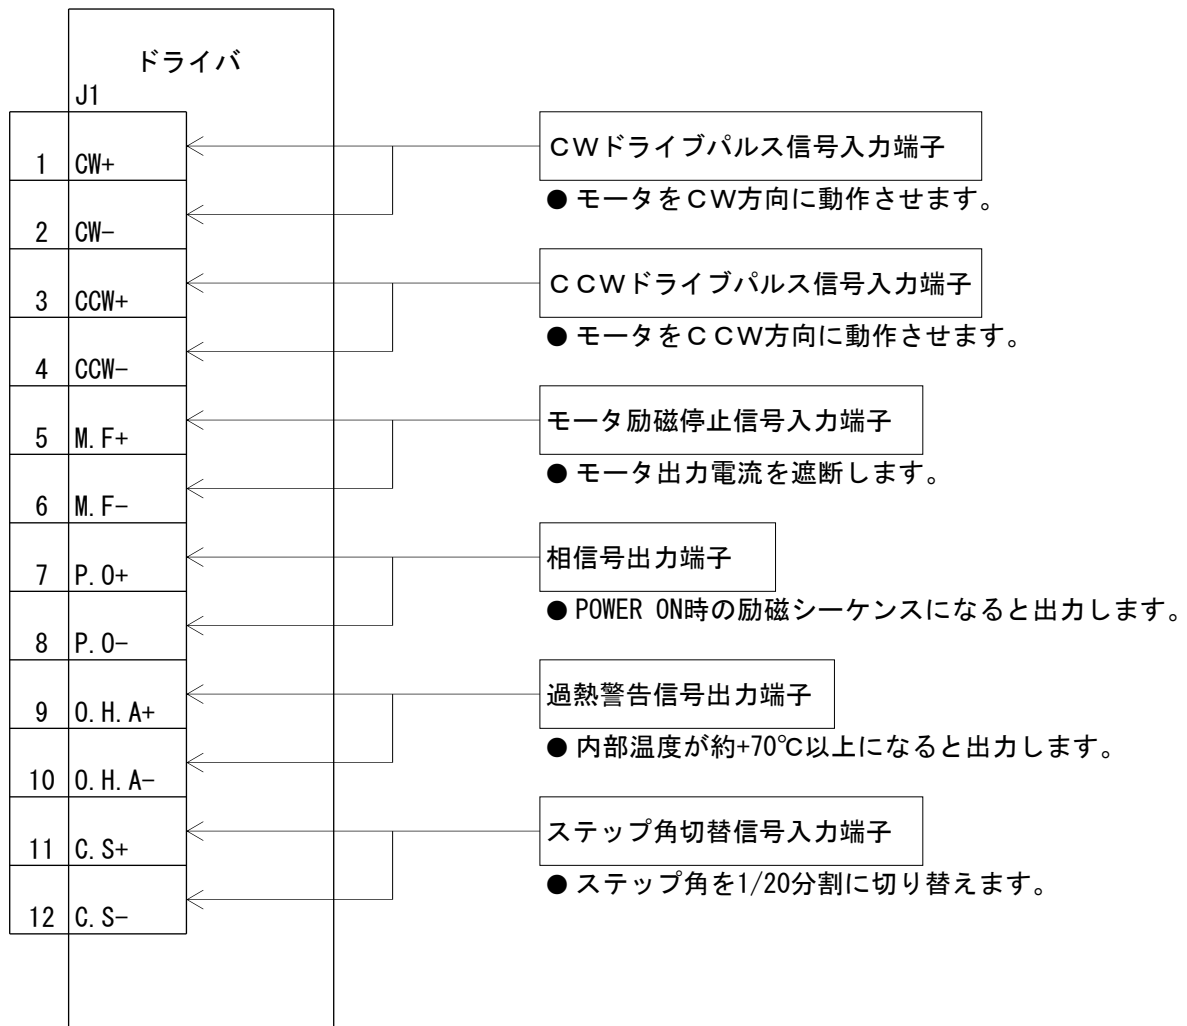 ドライバ
J1
1 CW+
CWドライブパルス信号入力端子
● モータをCW方向に動作させます。
2 CW−
3 CCW+
CCWドライブパルス信号入力端子
● モータをCCW方向に動作させます。
4 CCW−
5 M.F+
モータ励磁停止信号入力端子
● モータ出力電流を遮断します。
6 M.F−
7 P.O+
相信号出力端子
● POWER ON時の励磁シーケンスになると出力します。
8 P.O−
9 O.H.A+
過熱警告信号出力端子
● 内部温度が約+70℃以上になると出力します。
10 O.H.A−
11 C.S+
ステップ角切替信号入力端子
● ステップ角を1/20分割に切り替えます。
12 C.S−